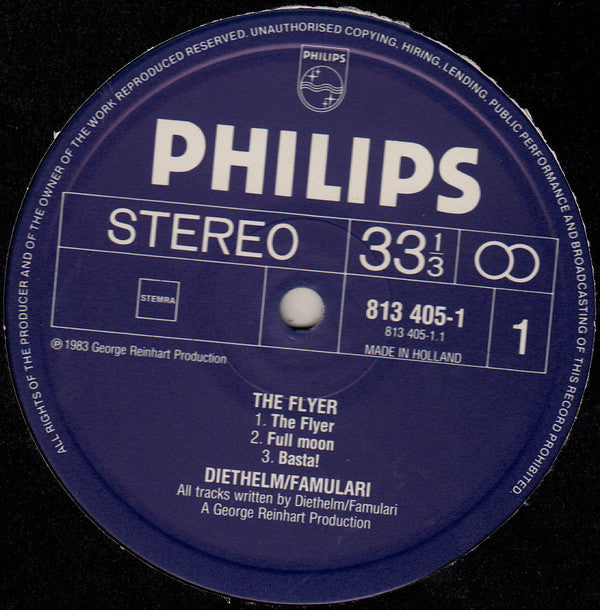 ALL RIGHTS OF THE PRODUCER AND OF THE OWNER OF THE WORK REPRODUCED RESERVED. UNAUTHORISED COPYING, HIRING, LENDING, PUBLIC PERFORMANCE AND BROADCASTING OF THIS RECORD PROHIBITED
PHILIPS
PHILIPS
STEREO
33 1/3
STEMRA
813 405-1
813 405-1.1
MADE IN HOLLAND
1
℗ 1983 George Reinhart Production
THE FLYER
1. The Flyer
2. Full moon
3. Basta!
DIETHELM/FAMULARI
All tracks written by Diethelm/Famulari
A George Reinhart Production